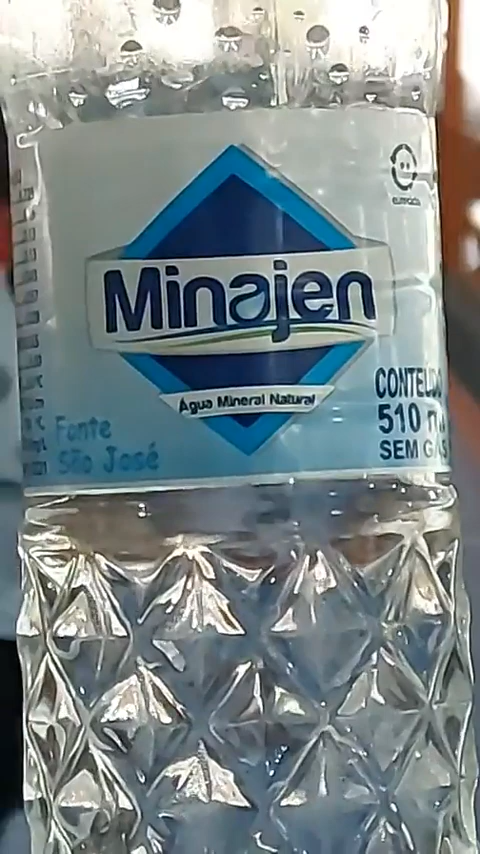 Minajen
Água Mineral Natural
Fonte
São José
CONTEÚDO
510
SEM GÁS